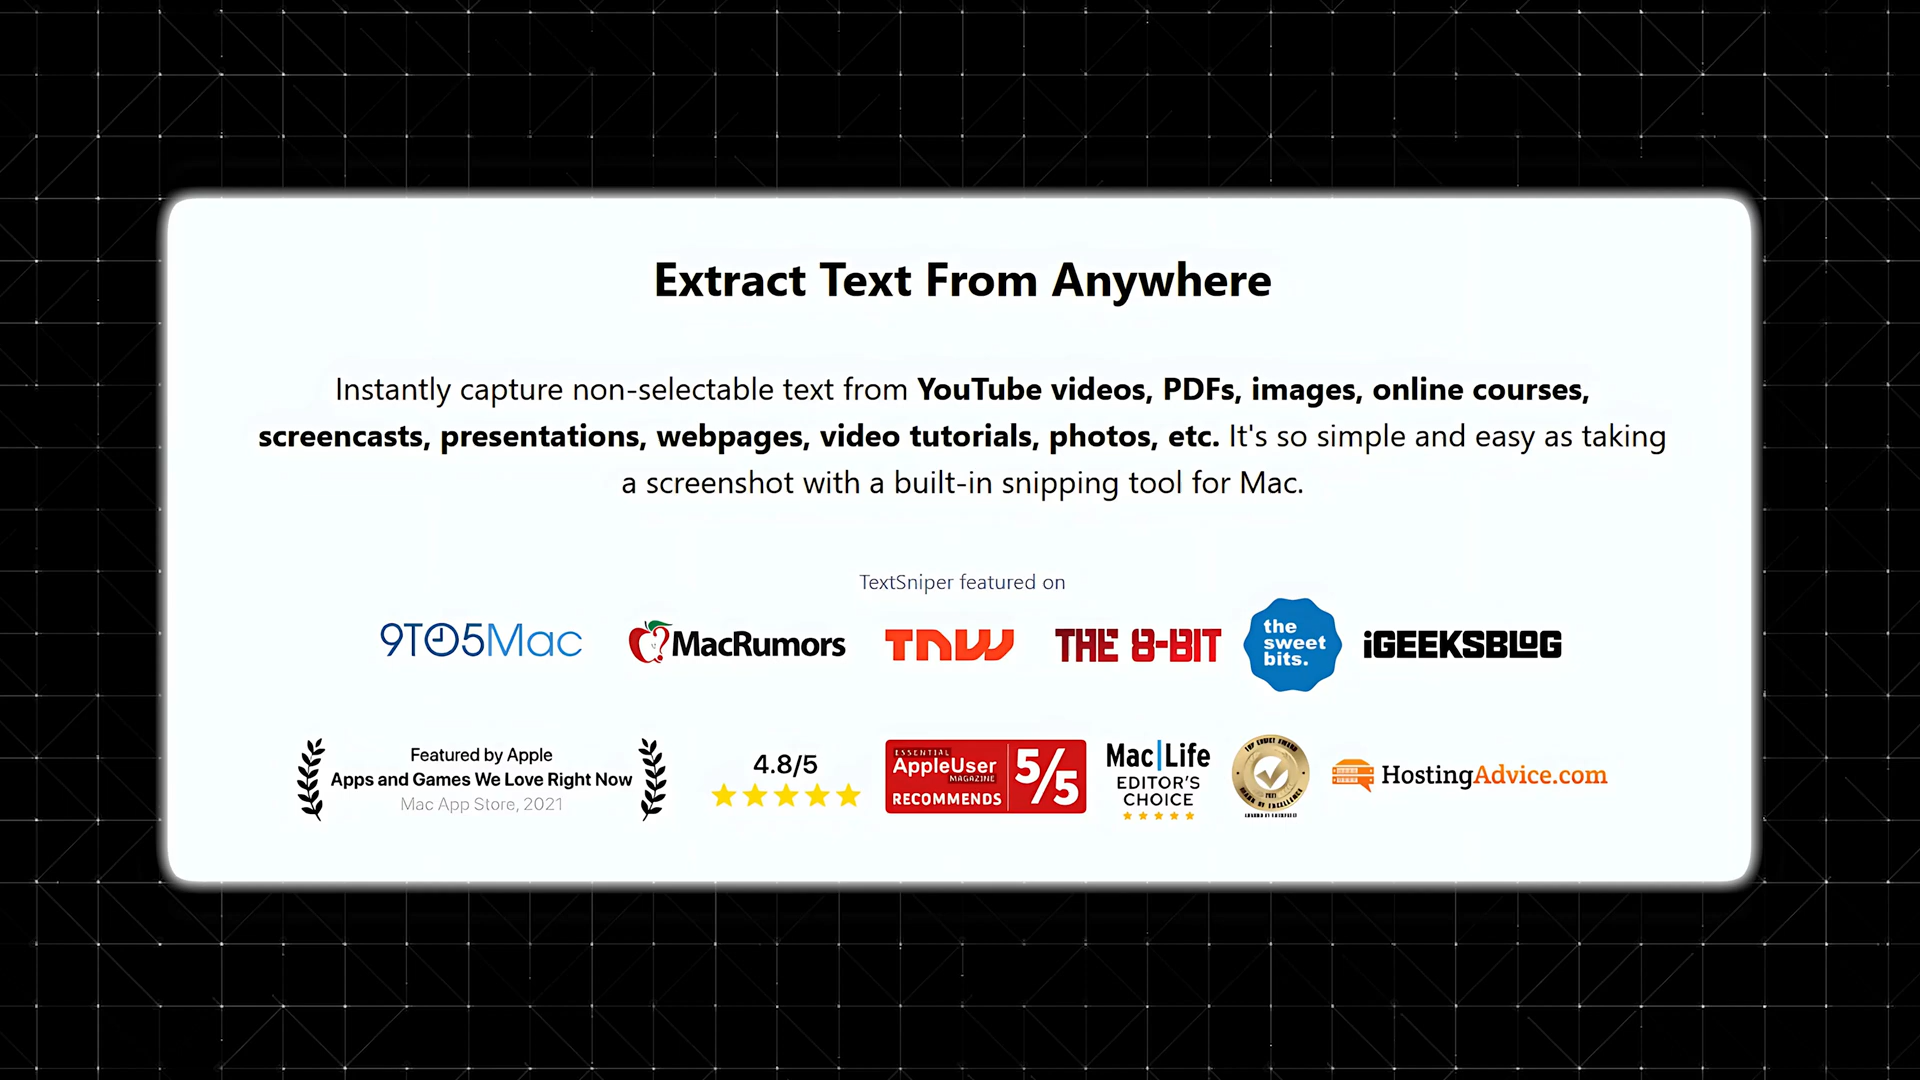 Extract Text From Anywhere
Instantly capture non-selectable text from YouTube videos, PDFs, images, online courses,
screencasts, presentations, webpages, video tutorials, photos, etc. It's so simple and easy as taking
a screenshot with a built-in snipping tool for Mac.
TextSniper featured on
9TO5Mac
MacRumors
TNW
THE 8-BIT
the
sweet
bits.
iGEEKSBLOG
Featured by Apple
Apps and Games We Love Right Now
Mac App Store, 2021
4.8/5
ESSENTIAL
AppleUser
MAGAZINE
RECOMMENDS
5/5
Mac|Life
EDITOR'S
CHOICE
HostingAdvice.com